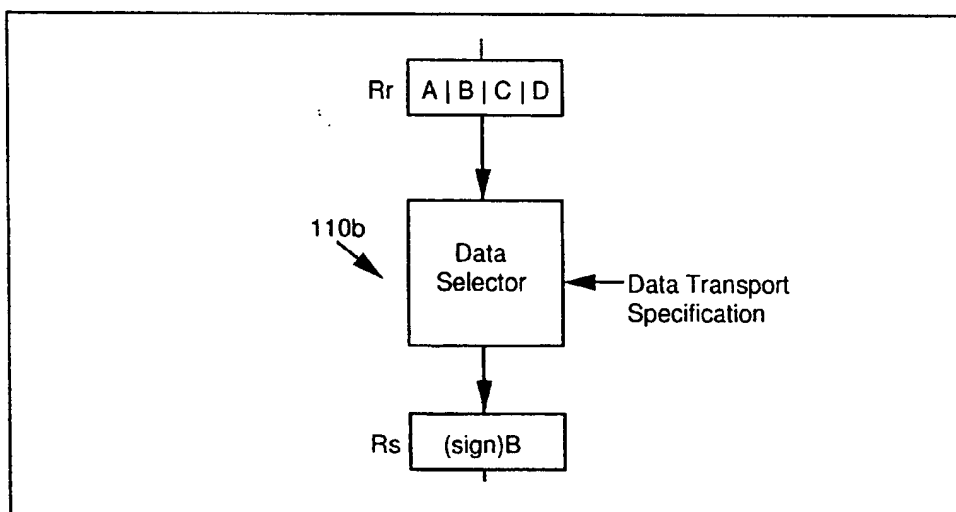 Rr A | B | C | D
110b
Data
Selector
Data Transport
Specification
Rs (sign)B